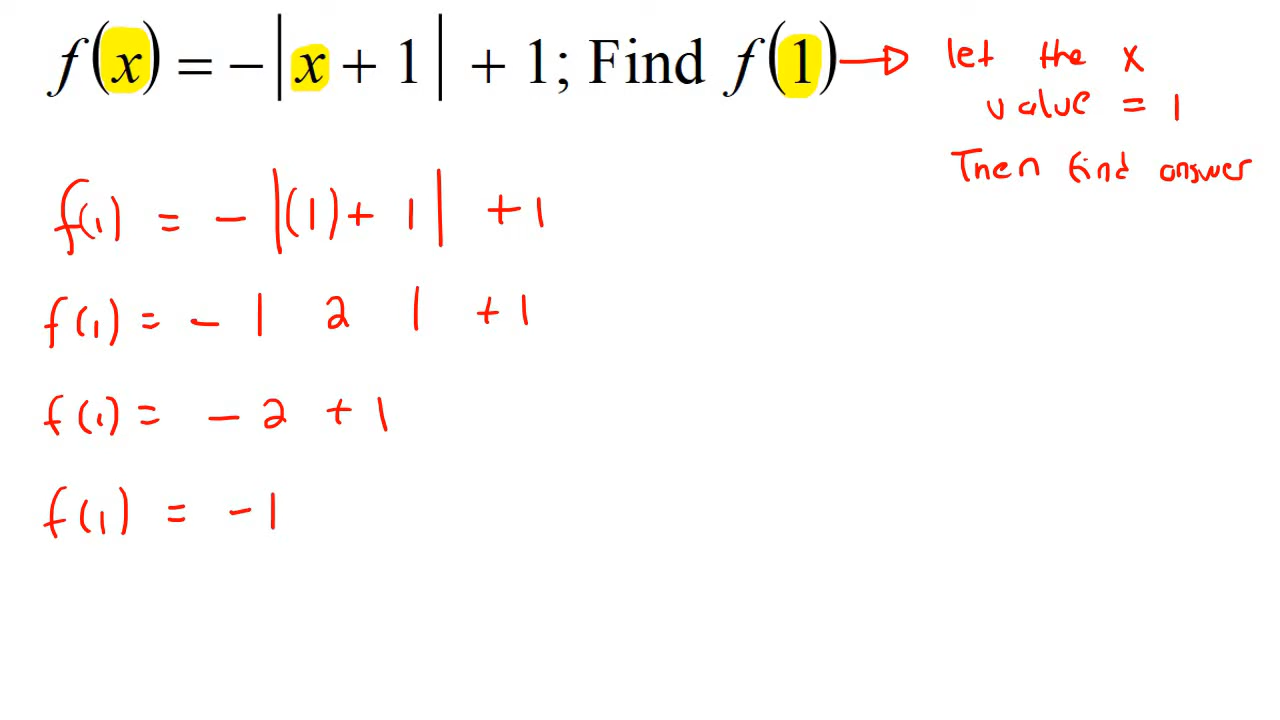 f(x) = −|x + 1| + 1; Find f(1)
let the x
value = 1
Then find answer
f(1) = − |(1) + 1| + 1
f(1) = − | 2 | + 1
f(1) = − 2 + 1
f(1) = − 1